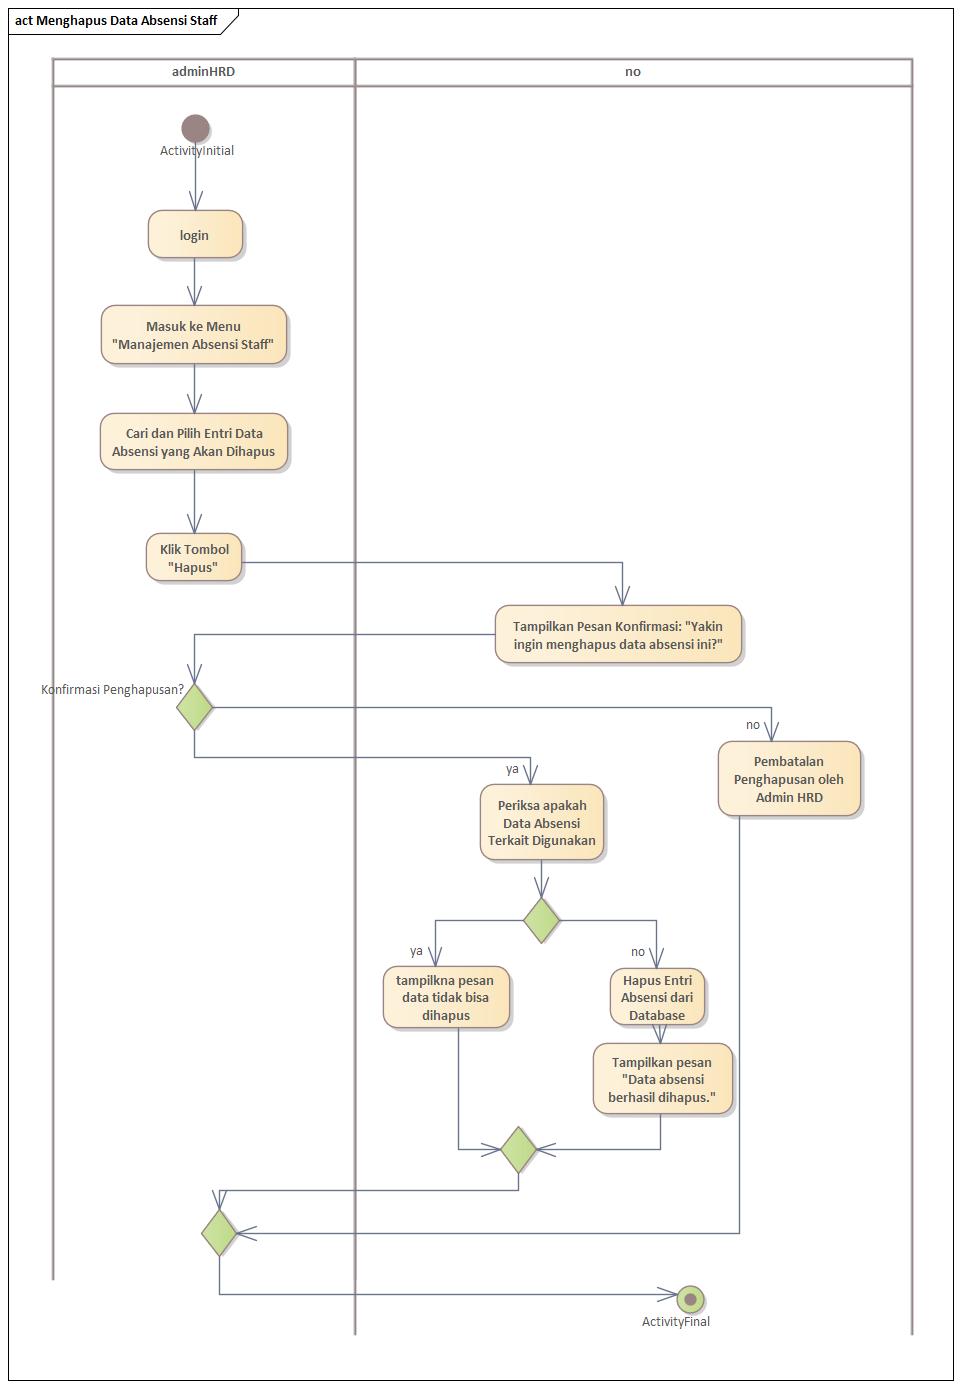 act Menghapus Data Absensi Staff
adminHRD
no
ActivityInitial
login
Masuk ke Menu
"Manajemen Absensi Staff"
Cari dan Pilih Entri Data
Absensi yang Akan Dihapus
Klik Tombol
"Hapus"
Tampilkan Pesan Konfirmasi: "Yakin
ingin menghapus data absensi ini?"
Konfirmasi Penghapusan?
no
Pembatalan
Penghapusan oleh
Admin HRD
ya
Periksa apakah
Data Absensi
Terkait Digunakan
ya
no
tampilkna pesan
data tidak bisa
dihapus
Hapus Entri
Absensi dari
Database
Tampilkan pesan
"Data absensi
berhasil dihapus."
ActivityFinal